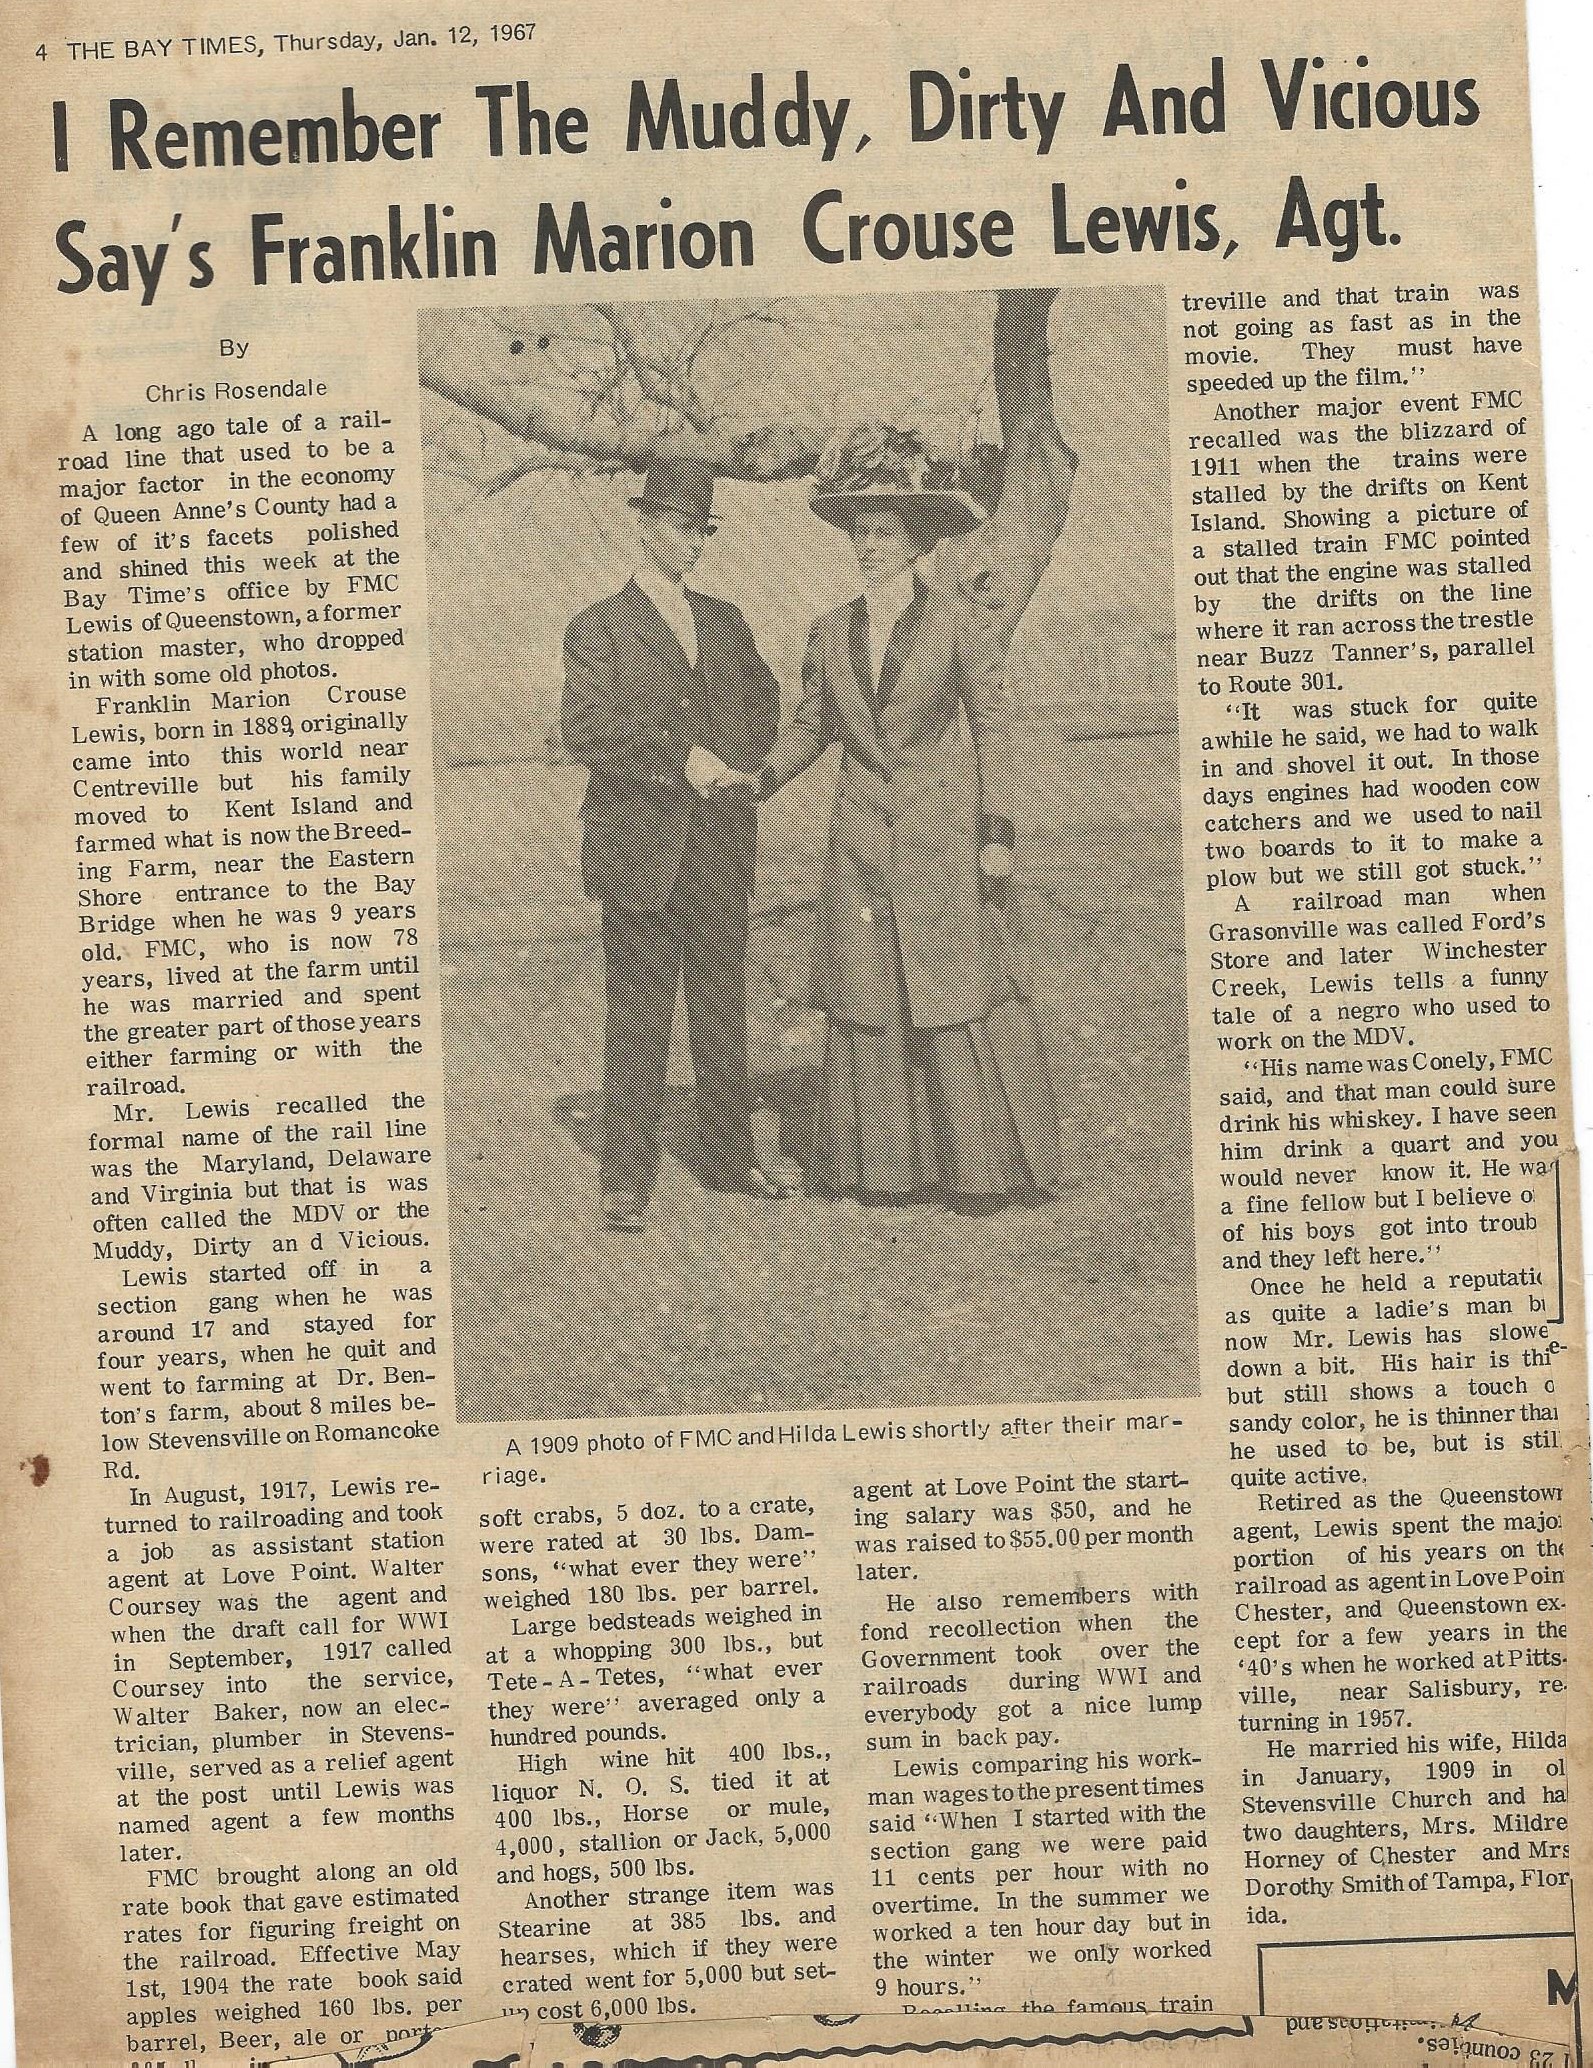 4 THE BAY TIMES, Thursday, Jan. 12, 1967
I Remember The Muddy, Dirty And Vicious
Say's Franklin Marion Crouse Lewis, Agt.
By
Chris Rosendale
A long ago tale of a rail-
road line that used to be a
major factor in the economy
of Queen Anne's County had a
few of it's facets polished
and shined this week at the
Bay Time's office by FMC
Lewis of Queenstown, a former
station master, who dropped
in with some old photos.
Franklin Marion Crouse
Lewis, born in 1889, originally
came into this world near
Centreville but his family
moved to Kent Island and
farmed what is now the Breed-
ing Farm, near the Eastern
Shore entrance to the Bay
Bridge when he was 9 years
old. FMC, who is now 78
years, lived at the farm until
he was married and spent
the greater part of those years
either farming or with the
railroad.
Mr. Lewis recalled the
formal name of the rail line
was the Maryland, Delaware
and Virginia but that is was
often called the MDV or the
Muddy, Dirty an d Vicious.
Lewis started off in a
section gang when he was
around 17 and stayed for
four years, when he quit and
went to farming at Dr. Ben-
ton's farm, about 8 miles be-
low Stevensville on Romancoke
Rd.
In August, 1917, Lewis re-
turned to railroading and took
a job as assistant station
agent at Love Point. Walter
Coursey was the agent and
when the draft call for WWI
in September, 1917 called
Coursey into the service,
Walter Baker, now an elec-
trician, plumber in Stevens-
ville, served as a relief agent
at the post until Lewis was
named agent a few months
later.
FMC brought along an old
rate book that gave estimated
rates for figuring freight on
the railroad. Effective May
1st, 1904 the rate book said
apples weighed 160 lbs. per
barrel, Beer, ale or
A 1909 photo of FMC and Hilda Lewis shortly after their mar-
riage.
soft crabs, 5 doz. to a crate,
were rated at 30 lbs. Dam-
sons, "what ever they were"
weighed 180 lbs. per barrel.
Large bedsteads weighed in
at a whopping 300 lbs., but
Tete-A-Tetes, "what ever
they were" averaged only a
hundred pounds.
High wine hit 400 lbs.,
liquor N. O. S. tied it at
400 lbs., Horse or mule,
4,000, stallion or Jack, 5,000
and hogs, 500 lbs.
Another strange item was
Stearine at 385 lbs. and
hearses, which if they were
crated went for 5,000 but set-
up cost 6,000 lbs.
agent at Love Point the start-
ing salary was $50, and he
was raised to $55.00 per month
later.
He also remembers with
fond recollection when the
Government took over the
railroads during WWI and
everybody got a nice lump
sum in back pay.
Lewis comparing his work-
man wages to the present times
said "When I started with the
section gang we were paid
11 cents per hour with no
overtime. In the summer we
worked a ten hour day but in
the winter we only worked
9 hours."
Recalling the famous train
treville and that train was
not going as fast as in the
movie. They must have
speeded up the film."
Another major event FMC
recalled was the blizzard of
1911 when the trains were
stalled by the drifts on Kent
Island. Showing a picture of
a stalled train FMC pointed
out that the engine was stalled
by the drifts on the line
where it ran across the trestle
near Buzz Tanner's, parallel
to Route 301.
"It was stuck for quite
awhile he said, we had to walk
in and shovel it out. In those
days engines had wooden cow
catchers and we used to nail
two boards to it to make a
plow but we still got stuck."
A railroad man when
Grasonville was called Ford's
Store and later Winchester
Creek, Lewis tells a funny
tale of a negro who used to
work on the MDV.
"His name was Conely, FMC
said, and that man could sure
drink his whiskey. I have seen
him drink a quart and you
would never know it. He wa
a fine fellow but I believe o
of his boys got into troub
and they left here."
Once he held a reputati
as quite a ladie's man b
now Mr. Lewis has slowe
down a bit. His hair is thi
but still shows a touch o
sandy color, he is thinner than
he used to be, but is stil
quite active.
Retired as the Queenstown
agent, Lewis spent the major
portion of his years on the
railroad as agent in Love Poin
Chester, and Queenstown ex-
cept for a few years in the
'40's when he worked at Pitts-
ville, near Salisbury, re-
turning in 1957.
He married his wife, Hilda
in January, 1909 in ol
Stevensville Church and ha
two daughters, Mrs. Mildre
Horney of Chester and Mrs
Dorothy Smith of Tampa, Flor
ida.
M
23 counties.